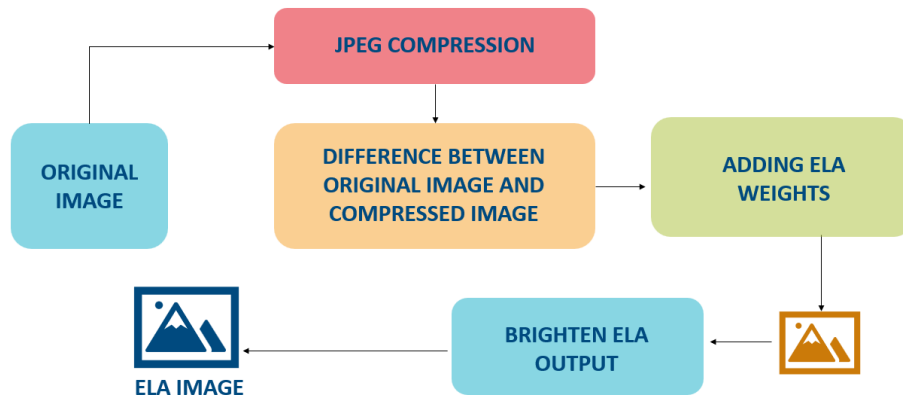 JPEG COMPRESSION
ORIGINAL
IMAGE
DIFFERENCE BETWEEN
ORIGINAL IMAGE AND
COMPRESSED IMAGE
ADDING ELA
WEIGHTS
BRIGHTEN ELA
OUTPUT
ELA IMAGE